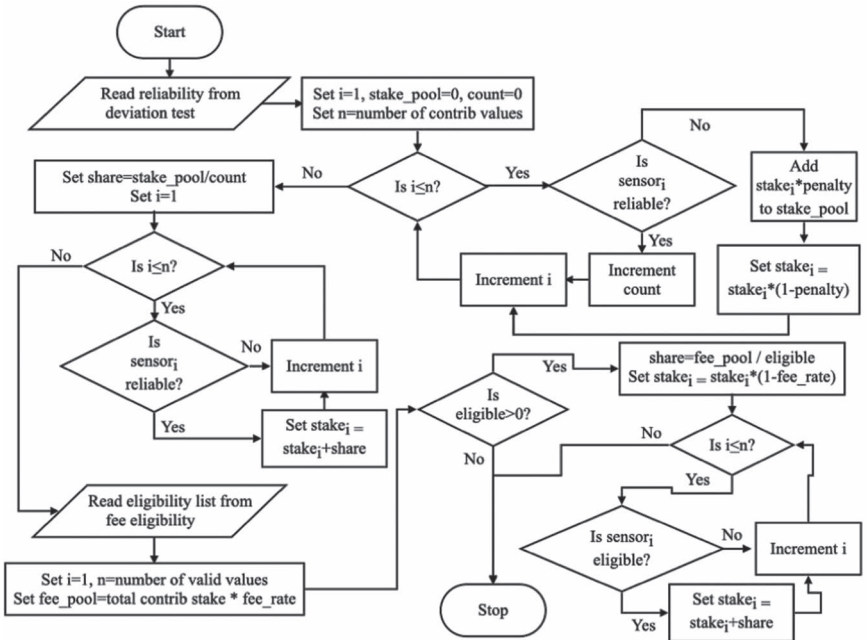 Start
Read reliability from
deviation test
Set i=1, stake_pool=0, count=0
Set n=number of contrib values
Is i≤n?
Yes
No
Is
sensorᵢ
reliable?
No
Add
stakeᵢ*penalty
to stake_pool
Set stakeᵢ =
stakeᵢ*(1-penalty)
Yes
Increment
count
Increment i
Set share=stake_pool/count
Set i=1
Is i≤n?
No
Yes
Is
sensorᵢ
reliable?
No
Increment i
Yes
Set stakeᵢ =
stakeᵢ+share
Read eligibility list from
fee eligibility
Set i=1, n=number of valid values
Set fee_pool=total contrib stake * fee_rate
Is
eligible>0?
Yes
No
share=fee_pool / eligible
Set stakeᵢ = stakeᵢ*(1-fee_rate)
Is i≤n?
No
Yes
Is sensorᵢ
eligible?
No
Increment i
Yes
Set stakeᵢ =
stakeᵢ+share
Stop